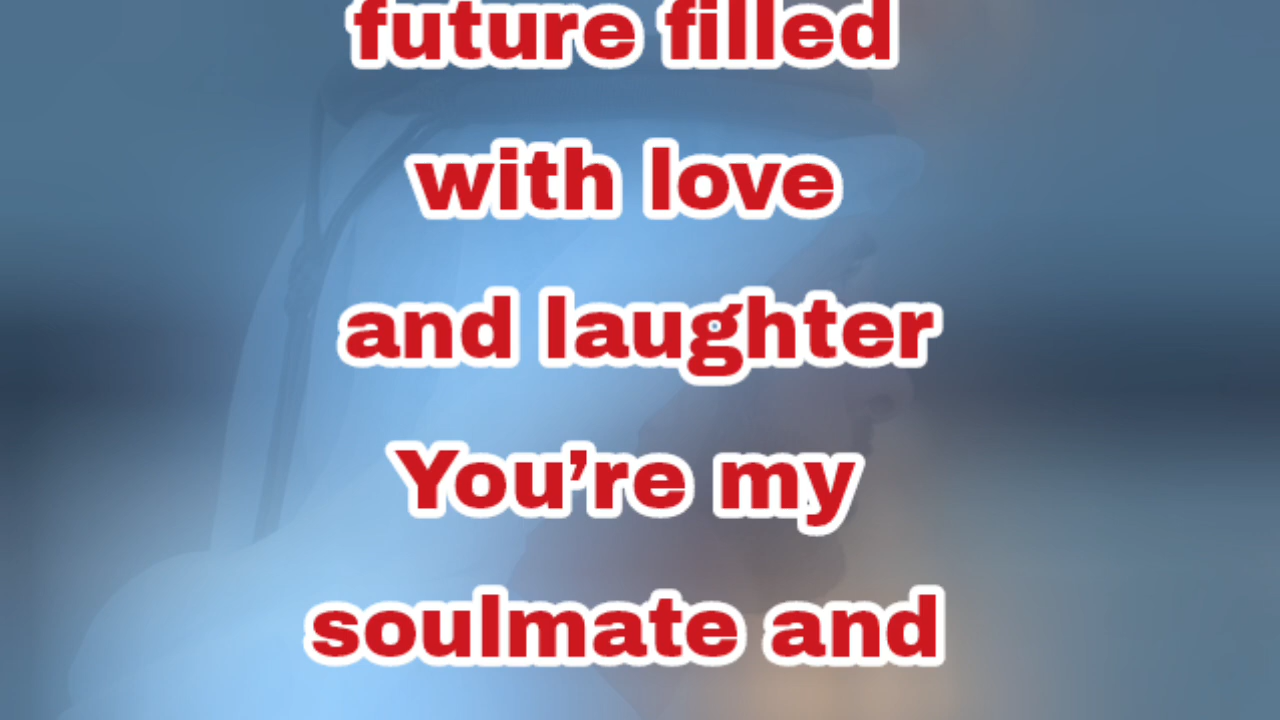 future filled
with love
and laughter
You’re my
soulmate and